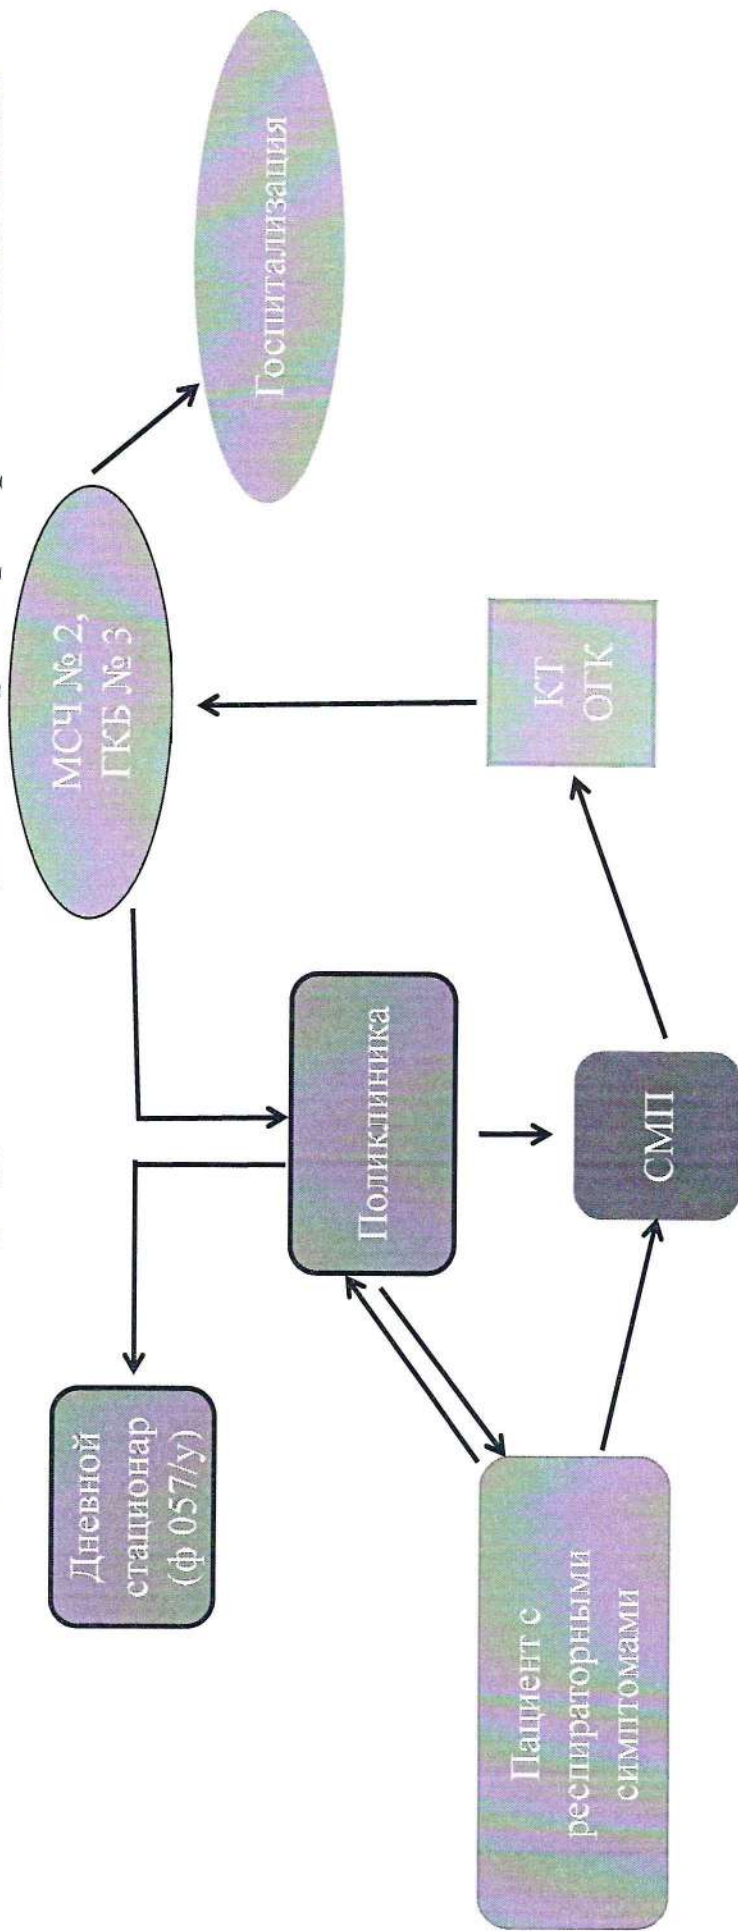 Дневной
стационар
(ф 057/у)
МСЧ № 2,
ГКБ № 3
Госпитализация
Поликлиника
Пациент с
респираторными
симптомами
СМП
КТ
ОГК